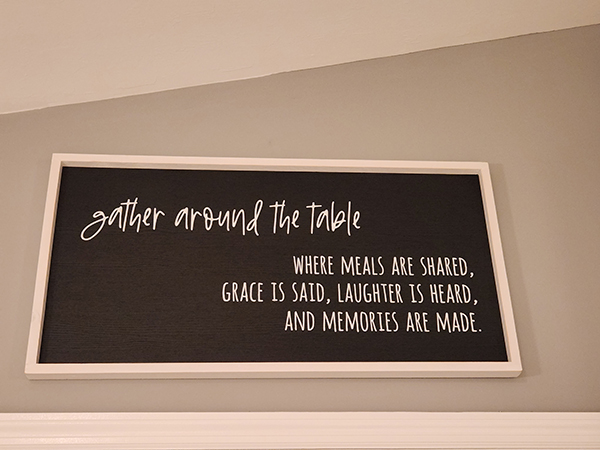 gather around the table
WHERE MEALS ARE SHARED,
GRACE IS SAID, LAUGHTER IS HEARD,
AND MEMORIES ARE MADE.